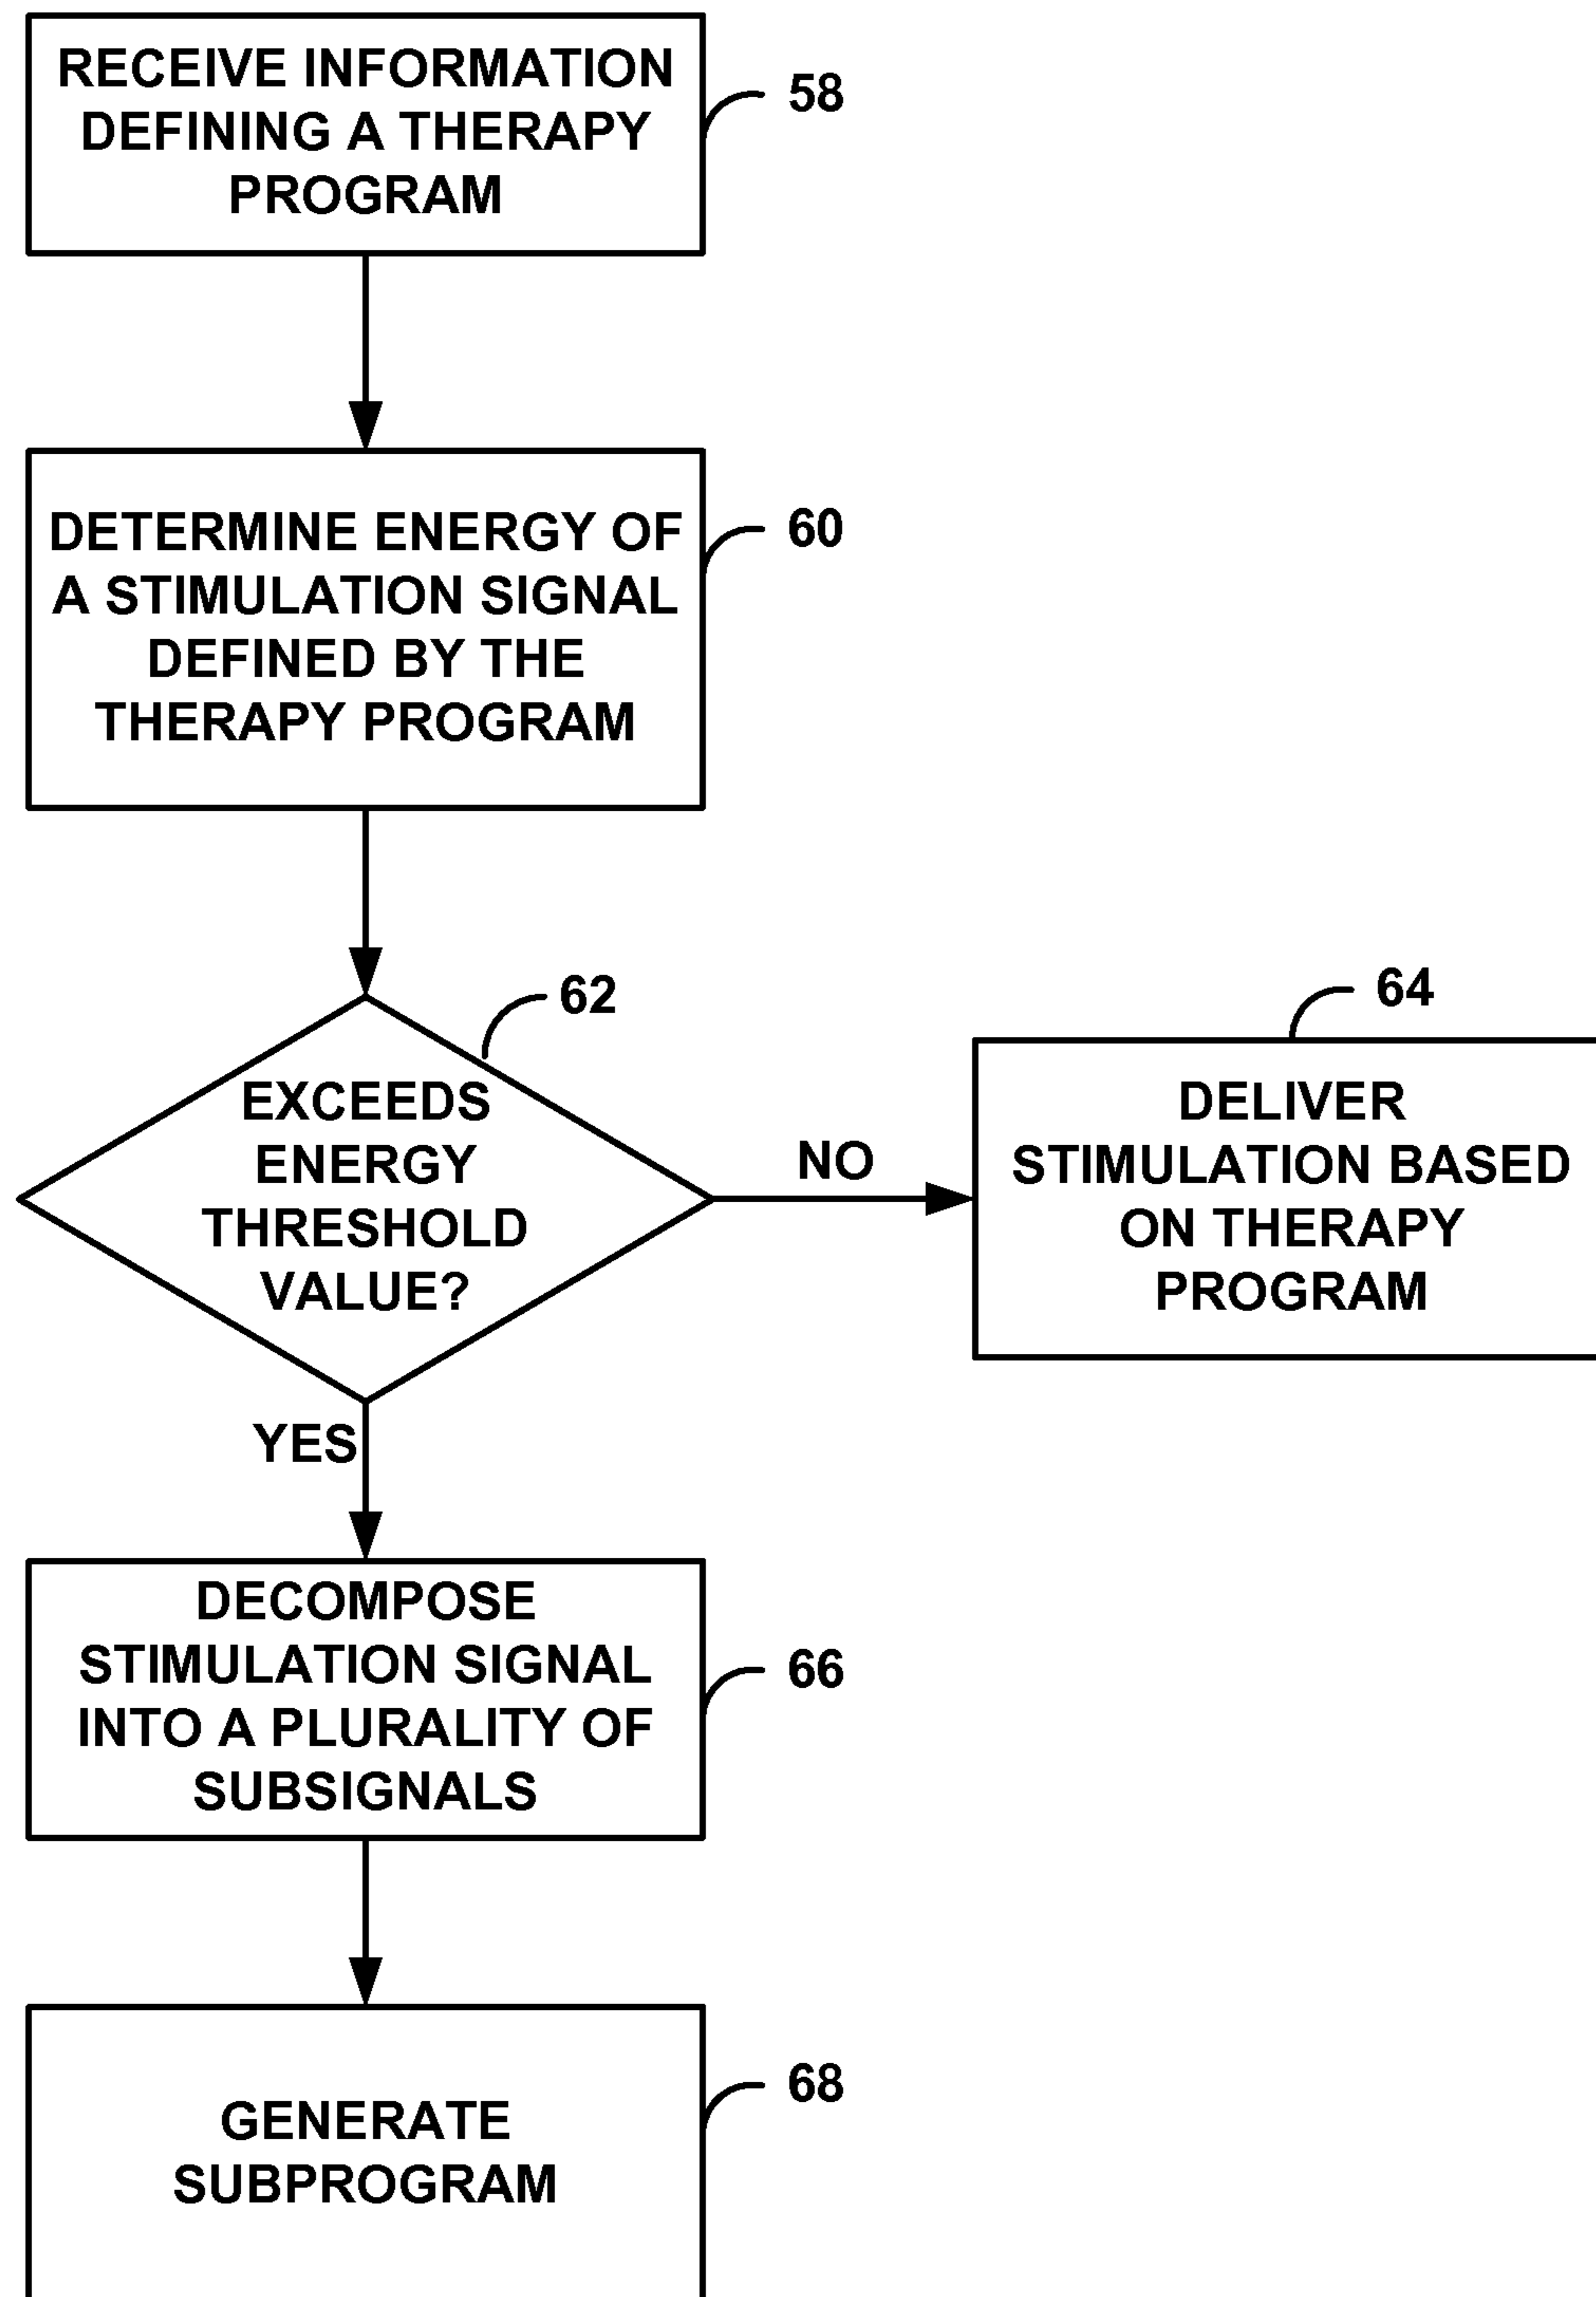 RECEIVE INFORMATION
DEFINING A THERAPY
PROGRAM
58
DETERMINE ENERGY OF
A STIMULATION SIGNAL
DEFINED BY THE
THERAPY PROGRAM
60
62
EXCEEDS
ENERGY
THRESHOLD
VALUE?
NO
64
DELIVER
STIMULATION BASED
ON THERAPY
PROGRAM
YES
DECOMPOSE
STIMULATION SIGNAL
INTO A PLURALITY OF
SUBSIGNALS
66
GENERATE
SUBPROGRAM
68